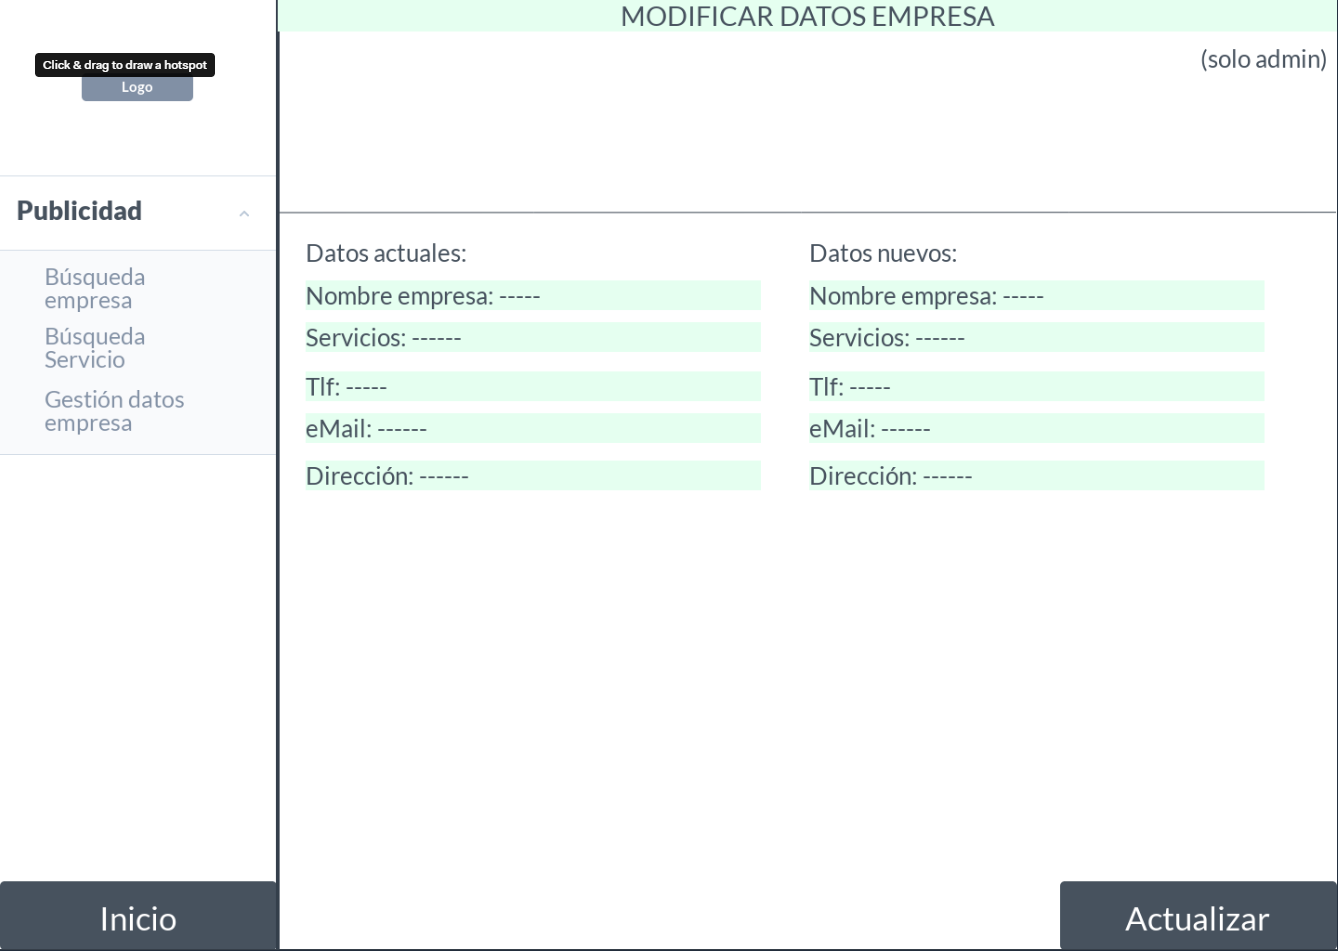 MODIFICAR DATOS EMPRESA
(solo admin)
Click & drag to draw a hotspot
Logo
Publicidad
Búsqueda
empresa
Búsqueda
Servicio
Gestión datos
empresa
Datos actuales:
Nombre empresa: -----
Servicios: ------
Tlf: -----
eMail: ------
Dirección: ------
Datos nuevos:
Nombre empresa: -----
Servicios: ------
Tlf: -----
eMail: ------
Dirección: ------
Inicio
Actualizar